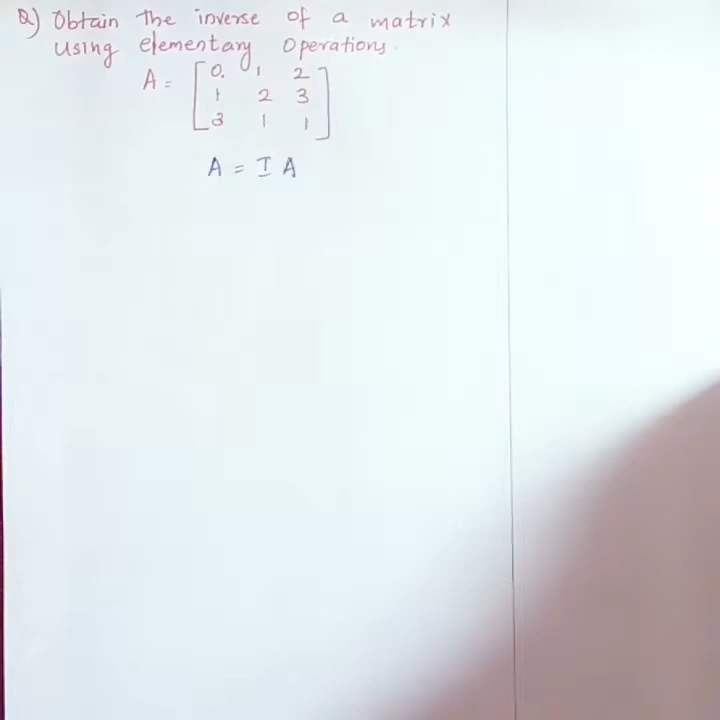 Q) Obtain the inverse of a matrix
using elementary operations.
A = [ 0 1 2
1 2 3
3 1 1 ]
A = I A